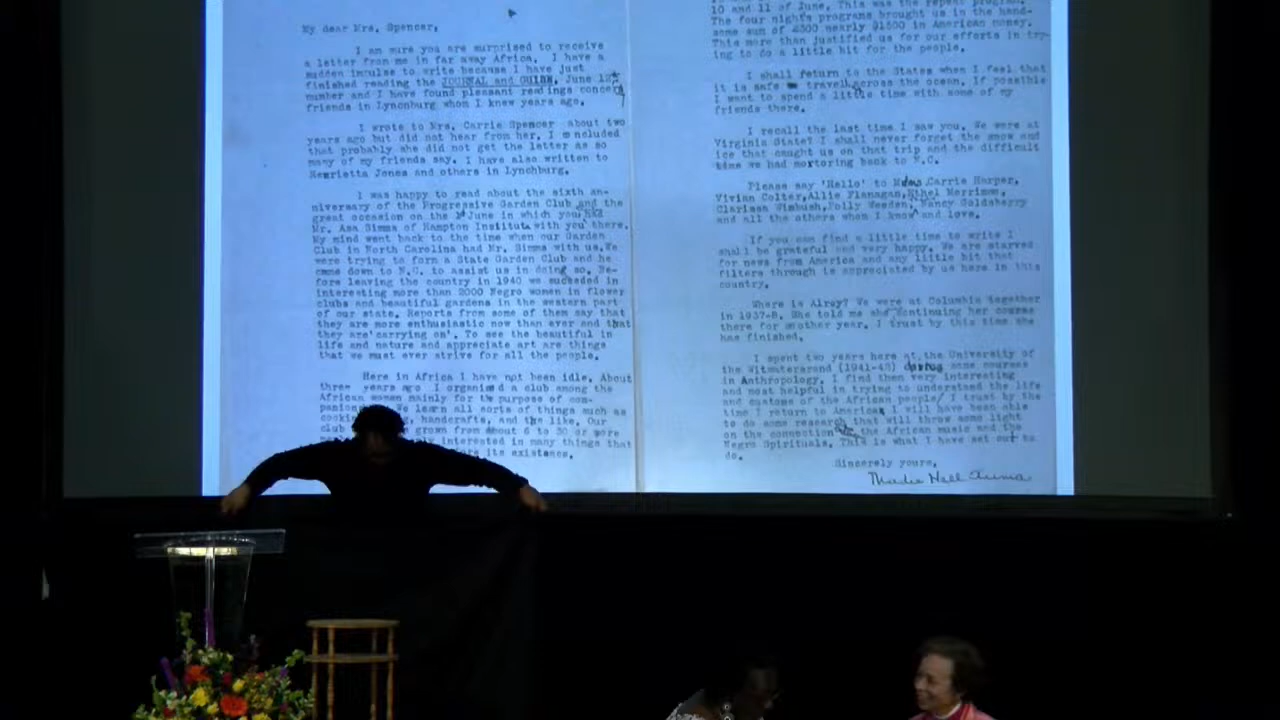 My dear Mrs. Spencer,
I am sure you are surprised to receive
a letter from me in far away Africa. I have a
sudden impulse to write because I have just
finished reading the JOURNAL and GUIDE, June 12
number and I have found pleasant readings concern
friends in Lynchburg whom I knew years ago.
I wrote to Mrs. Carrie Spencer about two
years ago but did not hear from her. I concluded
that probably she did not get the letter as so
many of my friends say. I have also written to
Henrietta Jones and others in Lynchburg.
I was happy to read about the sixth an-
niversary of the Progressive Garden Club and the
great occasion on the 1st June in which you had
Mr. Asa Simms of Hampton Institute with you there.
My mind went back to the time when our Garden
Club in North Carolina had Mr. Simms with us. We
were trying to form a State Garden Club and he
came down to N.C. to assist us in doing so. Be-
fore leaving the country in 1940 we suceeded in
interesting more than 2000 Negro women in flower
clubs and beautiful gardens in the western part
of our state. Reports from some of them say that
they are more enthusiastic now than ever and that
they are 'carrying on'. To see the beautiful in
life and nature and appreciate art are things
that we must ever strive for all the people.
Here in Africa I have not been idle. About
three years ago I organized a club among the
African women mainly for the purpose of com-
We learn all sorts of things such as
handcrafts, and the like. Our
club grown from about 6 to 30 or more
interested in many things that
its existence.
10 and 11 of June. This was the repeat program.
The four night's programs brought us in the hand-
some sum of £300 nearly $1500 in American money.
This more than justified us for our efforts in try-
ing to do a little bit for the people.
I shall return to the States when I feel that
it is safe travel across the ocean. If possible
I want to spend a little time with some of my
friends there.
I recall the last time I saw you. We were at
Virginia State? I shall never forget the snow and
ice that caught us on that trip and the difficult
time we had mortoring back to N.C.
Please say 'Hello' to Mdms. Carrie Harper,
Vivian Colter, Allie Flanagan, Ethel Merrimon,
Clarissa Wimbush, Polly Weeden, Nancy Goldsberry
and all the others whom I know and love.
If you can find a little time to write I
shall be grateful and very happy. We are starved
for news from America and any little bit that
filters through is appreciated by us here in this
country.
Where is Alroy? We were at Columbia together
in 1937-8. She told me she continuing her course
there for another year. I trust by this time she
has finished.
I spent two years here at the University of
the Witwaterarand (1941-43) some courses
in Anthropology. I find them very interesting
and most helpful in trying to understand the life
and customs of the African people/ I trust by the
time I return to America I will have been able
to do some research that will throw some light
on the connection the African music and the
Negro Spirituals. This is what I have set out to
do.
Sincerely yours,
Madie Hall Xuma